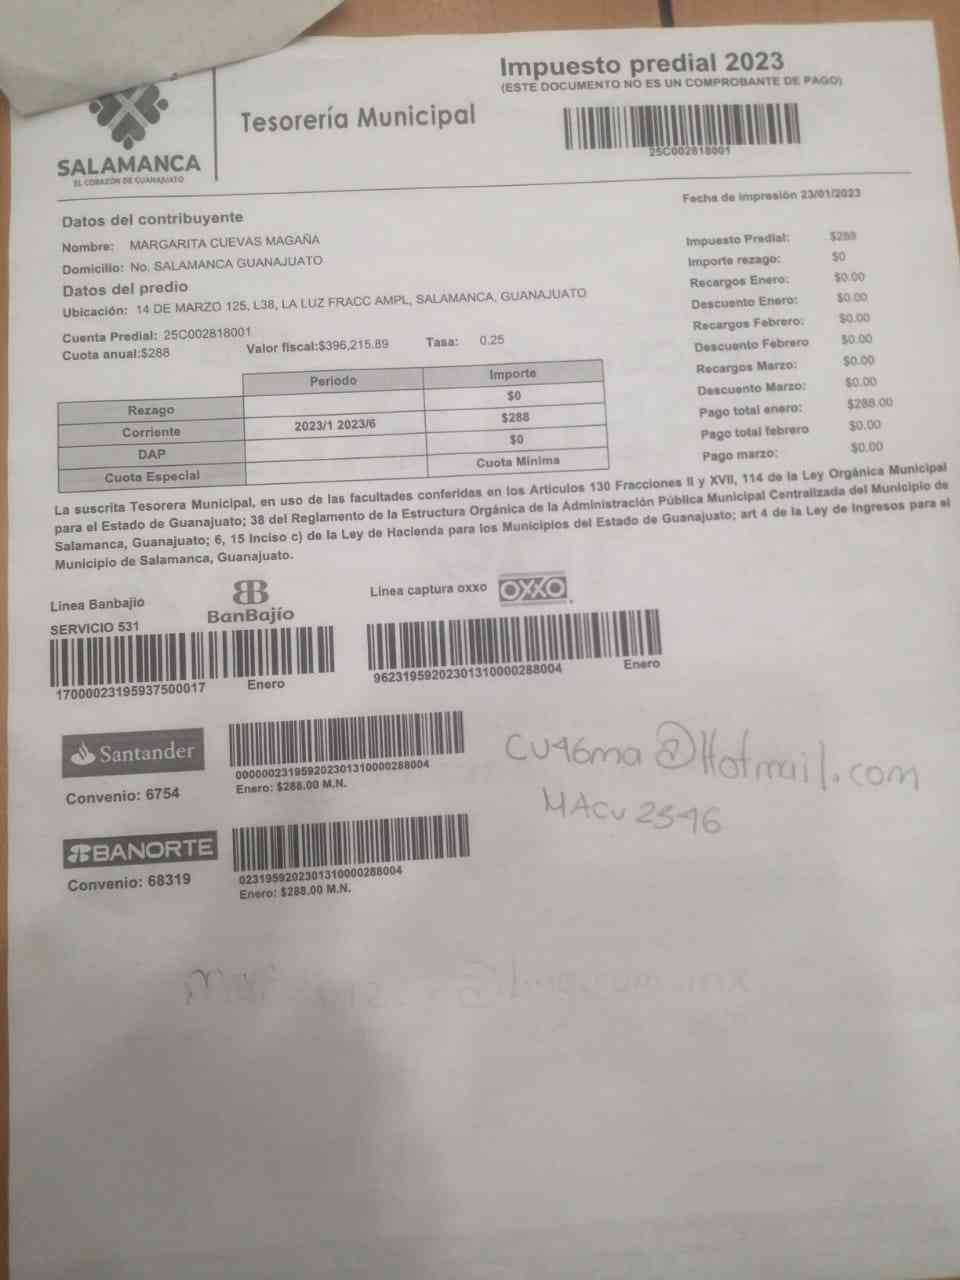 SALAMANCA
EL CORAZÓN DE GUANAJUATO
Tesorería Municipal
Impuesto predial 2023
(ESTE DOCUMENTO NO ES UN COMPROBANTE DE PAGO)
25C002818001
Fecha de impresión 23/01/2023
Datos del contribuyente
Nombre: MARGARITA CUEVAS MAGAÑA
Domicilio: No. SALAMANCA GUANAJUATO
Datos del predio
Ubicación: 14 DE MARZO 125, L38, LA LUZ FRACC AMPL, SALAMANCA, GUANAJUATO
Cuenta Predial: 25C002818001
Cuota anual:$288 Valor fiscal:$396,215.89 Tasa: 0.25
Impuesto Predial: $288
Importe rezago: $0
Recargos Enero: $0.00
Descuento Enero: $0.00
Recargos Febrero: $0.00
Descuento Febrero $0.00
Recargos Marzo: $0.00
Descuento Marzo: $0.00
Pago total enero: $288.00
Pago total febrero $0.00
Pago marzo: $0.00
Periodo Importe
Rezago $0
Corriente 2023/1 2023/6 $288
DAP $0
Cuota Especial Cuota Mínima
La suscrita Tesorera Municipal, en uso de las facultades conferidas en los Artículos 130 Fracciones II y XVII, 114 de la Ley Orgánica Municipal
para el Estado de Guanajuato; 38 del Reglamento de la Estructura Orgánica de la Administración Pública Municipal Centralizada del Municipio de
Salamanca, Guanajuato; 6, 15 Inciso c) de la Ley de Hacienda para los Municipios del Estado de Guanajuato; art 4 de la Ley de Ingresos para el
Municipio de Salamanca, Guanajuato.
Linea Banbajio
BanBajío
SERVICIO 531
17000023195937500017 Enero
Linea captura oxxo OXXO
96231959202301310000288004 Enero
Santander
Convenio: 6754
000000231959202301310000288004
Enero: $288.00 M.N.
BANORTE
Convenio: 68319
0231959202301310000288004
Enero: $288.00 M.N.
CU46ma@Hotmail.com
MACU2546